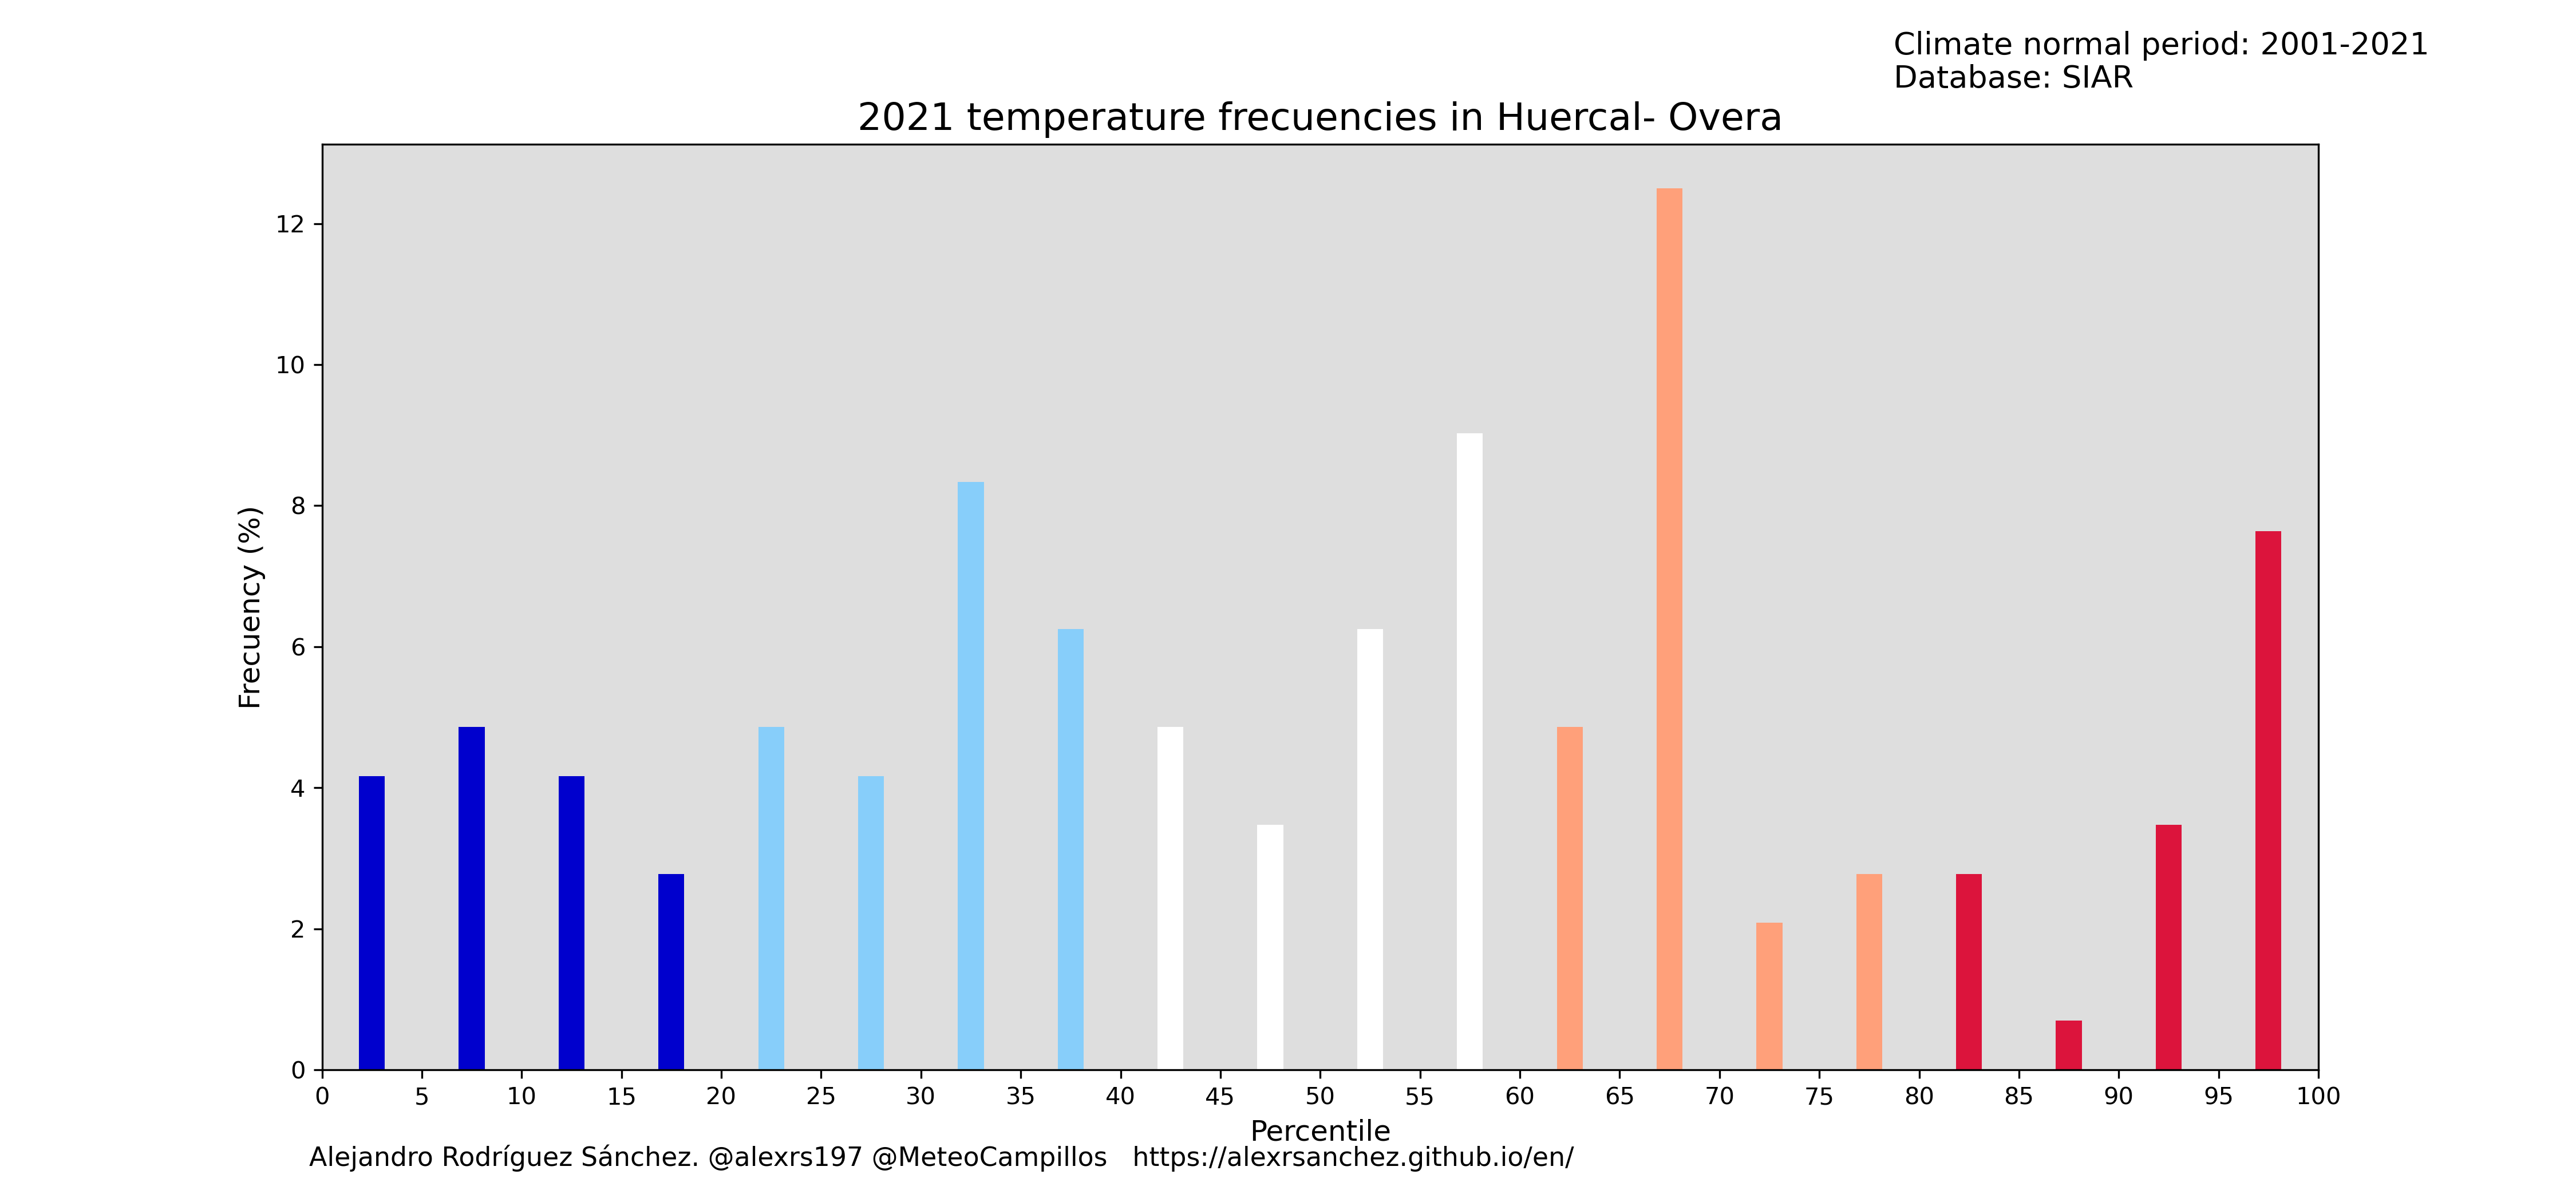 Climate normal period: 2001-2021
Database: SIAR
2021 temperature frecuencies in Huercal- Overa
Frecuency (%)
12
10
8
6
4
2
0
0 5 10 15 20 25 30 35 40 45 50 55 60 65 70 75 80 85 90 95 100
Percentile
Alejandro Rodríguez Sánchez. @alexrs197 @MeteoCampillos https://alexrsanchez.github.io/en/